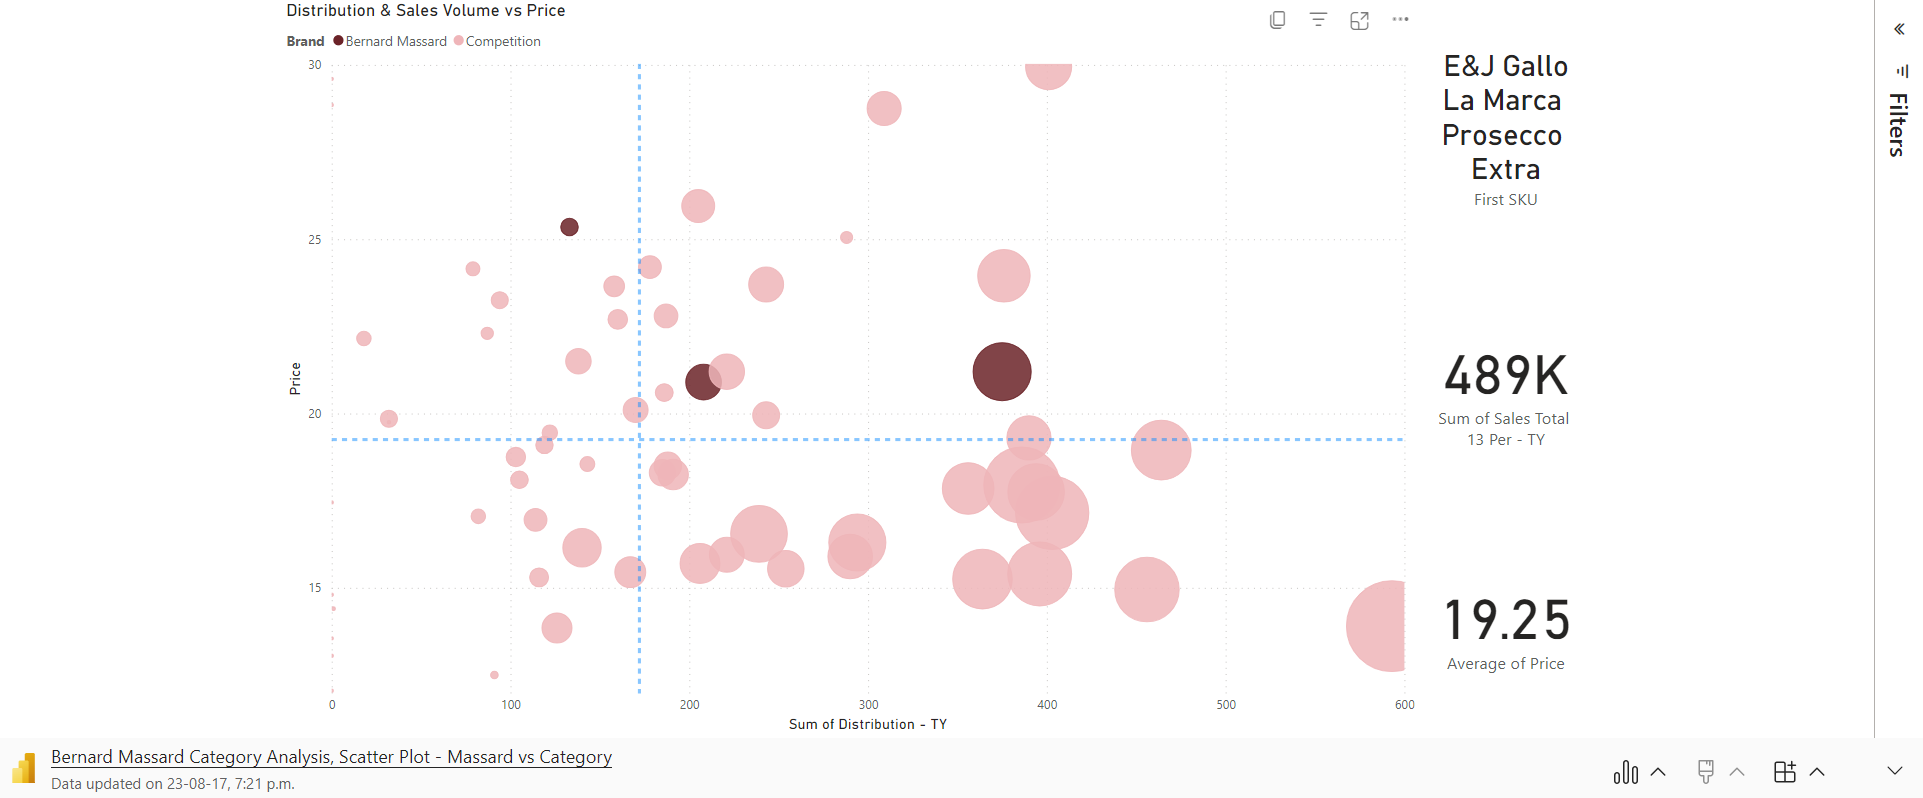 Distribution & Sales Volume vs Price
Brand Bernard Massard Competition
30
25
20
15
Price
0 100 200 300 400 500 600
Sum of Distribution - TY
E&J Gallo
La Marca
Prosecco
Extra
First SKU
489K
Sum of Sales Total
13 Per - TY
19.25
Average of Price
Filters
Bernard Massard Category Analysis, Scatter Plot - Massard vs Category
Data updated on 23-08-17, 7:21 p.m.